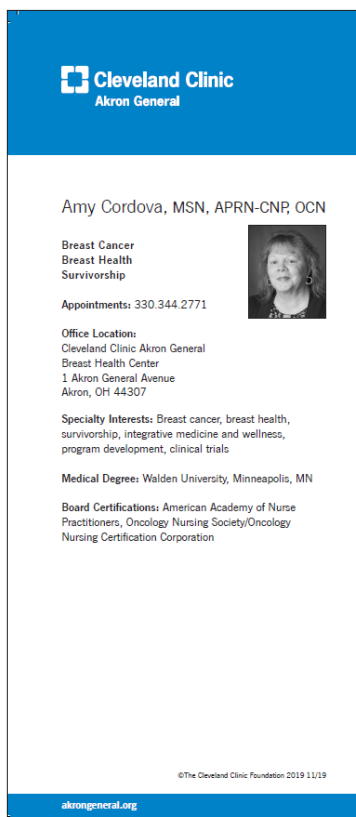 Cleveland Clinic
Akron General
Amy Cordova, MSN, APRN-CNP, OCN
Breast Cancer
Breast Health
Survivorship
Appointments: 330.344.2771
Office Location:
Cleveland Clinic Akron General
Breast Health Center
1 Akron General Avenue
Akron, OH 44307
Specialty Interests: Breast cancer, breast health,
survivorship, integrative medicine and wellness,
program development, clinical trials
Medical Degree: Walden University, Minneapolis, MN
Board Certifications: American Academy of Nurse
Practitioners, Oncology Nursing Society/Oncology
Nursing Certification Corporation
©The Cleveland Clinic Foundation 2019 11/19
akrongeneral.org